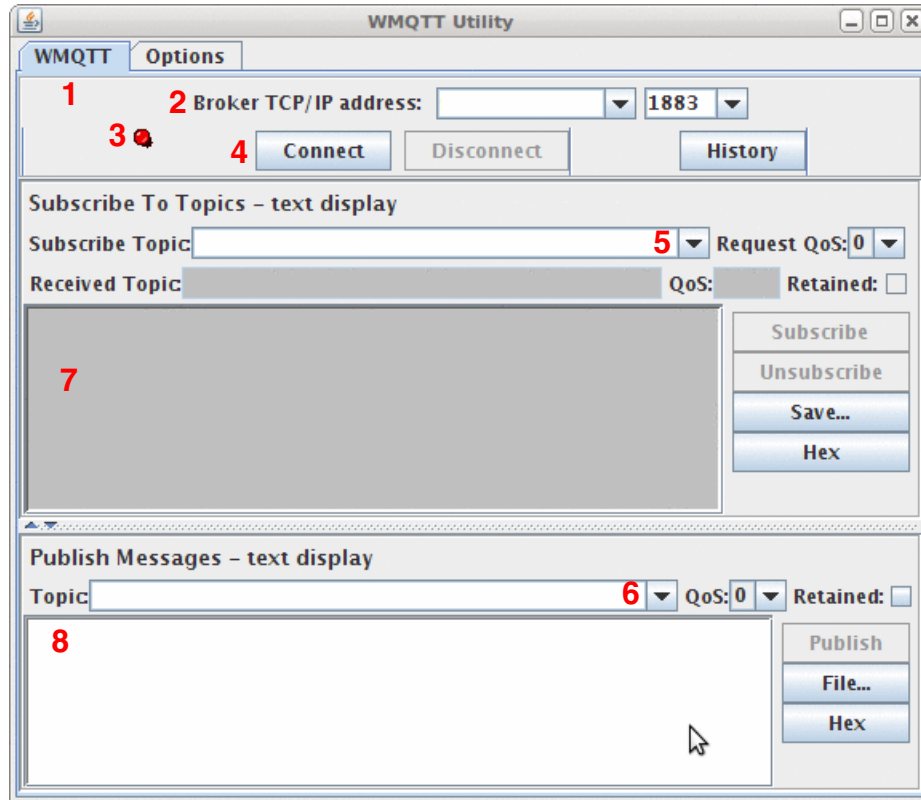 WMQTT Utility
WMQTT Options
1
2 Broker TCP/IP address: 1883
3 4 Connect Disconnect History
Subscribe To Topics – text display
Subscribe Topic: 5 Request QoS: 0
Received Topic: QoS: Retained:
Subscribe
7 Unsubscribe
Save...
Hex
Publish Messages – text display
Topic: 6 QoS: 0 Retained:
8 Publish
File...
Hex